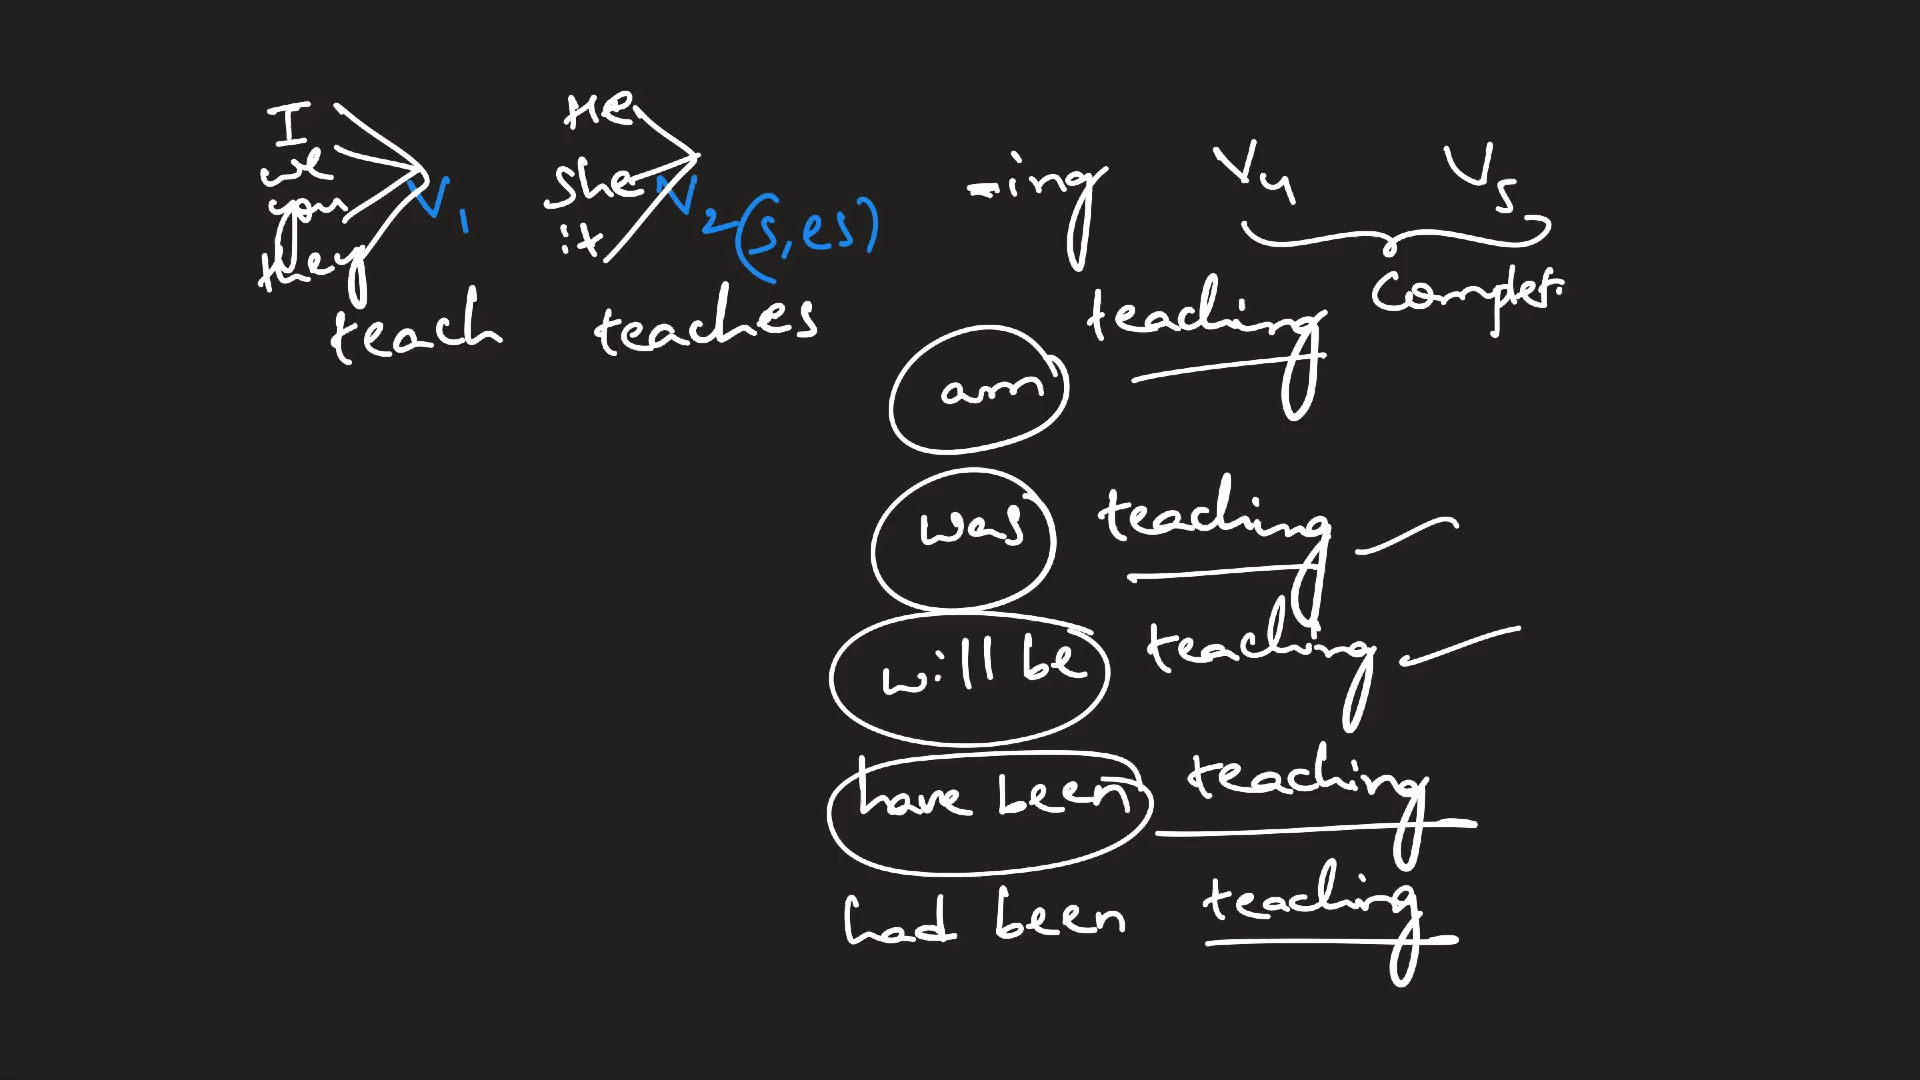 I
we
you
they
V1
teach
He
she
it
V2 (s, es)
teaches
-ing
V4 V5
Complet.
teaching
am
was teaching
will be teaching
have been teaching
had been teaching